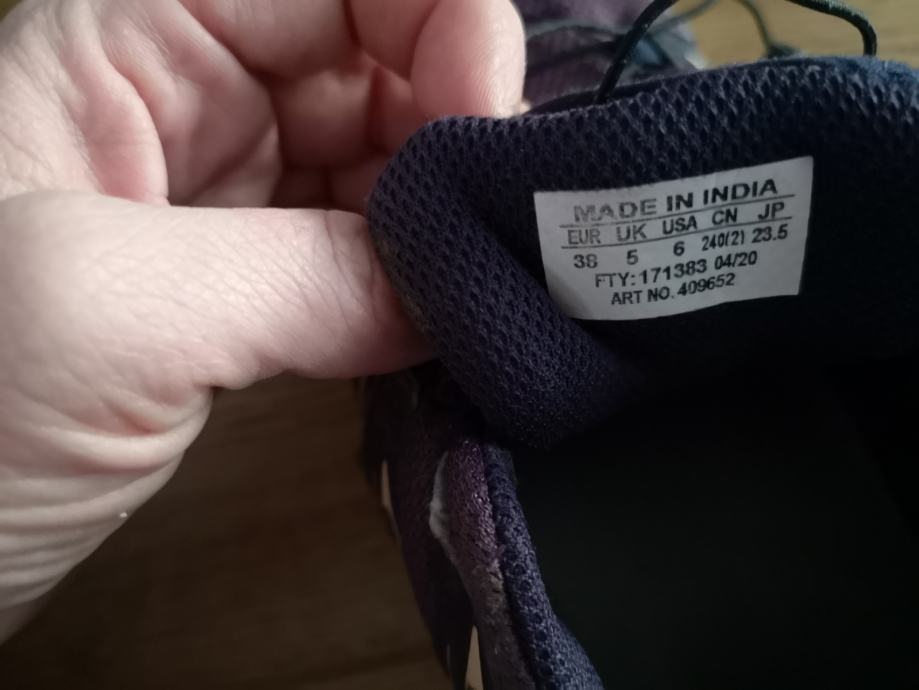 MADE IN INDIA
EUR UK USA CN JP
38 5 6 240(2) 23.5
FTY:171383 04/20
ART NO. 409652